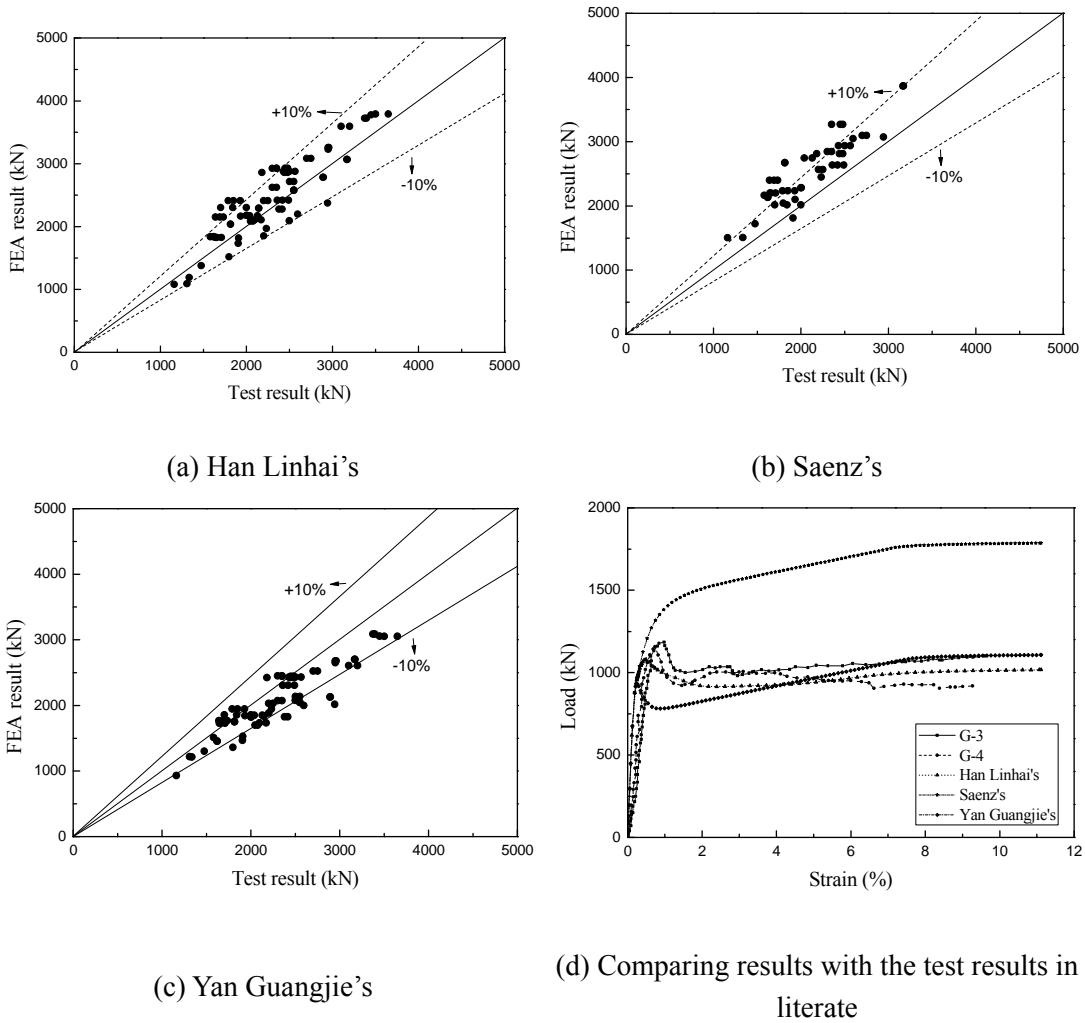 5000
4000
3000
2000
1000
0
FEA result (kN)
+10%
-10%
0 1000 2000 3000 4000 5000
Test result (kN)
(a) Han Linhai’s
5000
4000
3000
2000
1000
0
FEA result (kN)
+10%
-10%
0 1000 2000 3000 4000 5000
Test result (kN)
(b) Saenz’s
5000
4000
3000
2000
1000
0
FEA result (kN)
+10%
-10%
0 1000 2000 3000 4000 5000
Test result (kN)
(c) Yan Guangjie’s
2000
1500
1000
500
0
Load (kN)
G-3
G-4
Han Linhai's
Saenz's
Yan Guangjie's
0 2 4 6 8 10 12
Strain (%)
(d) Comparing results with the test results in
literate